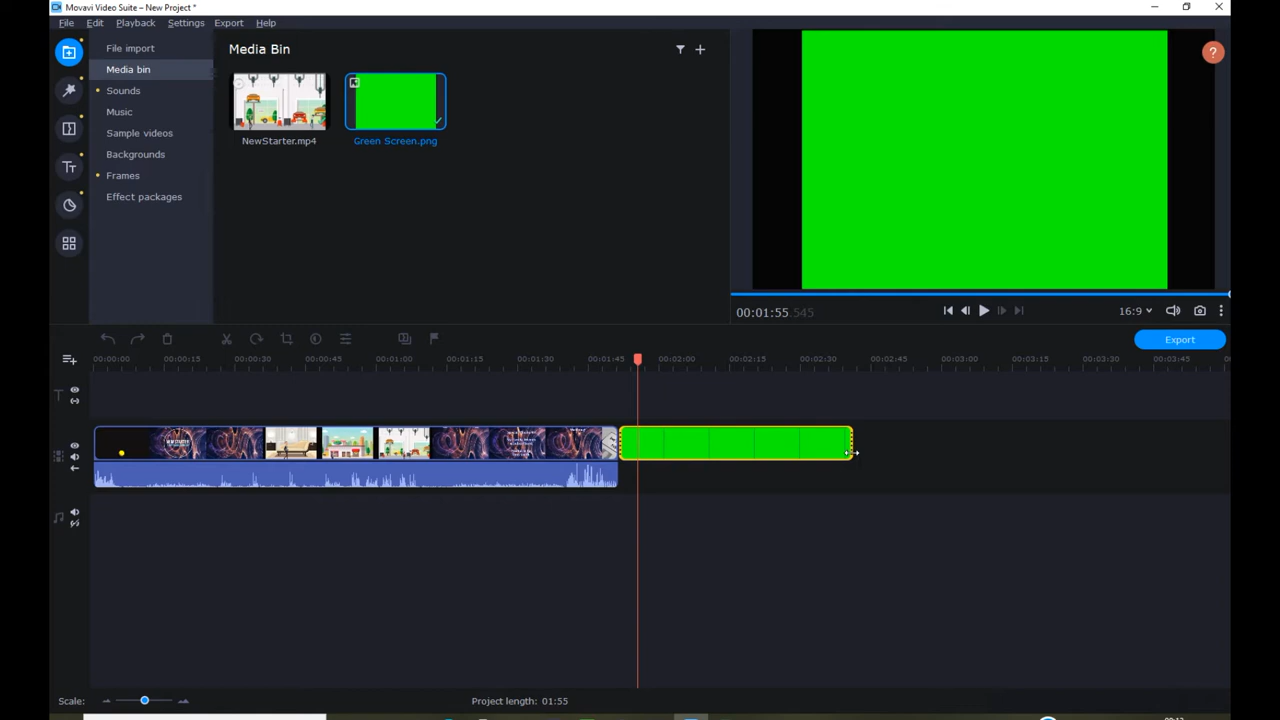 Movavi Video Suite – New Project *
File Edit Playback Settings Export Help
File import
Media bin
Sounds
Music
Sample videos
Backgrounds
Frames
Effect packages
Media Bin
NewStarter.mp4
Green Screen.png
?
00:01:55.545
16:9
Export
00:00:00 00:00:15 00:00:30 00:00:45 00:01:00 00:01:15 00:01:30 00:01:45 00:02:00 00:02:15 00:02:30 00:02:45 00:03:00 00:03:15 00:03:30 00:03:45 00:
Scale:
Project length: 01:55